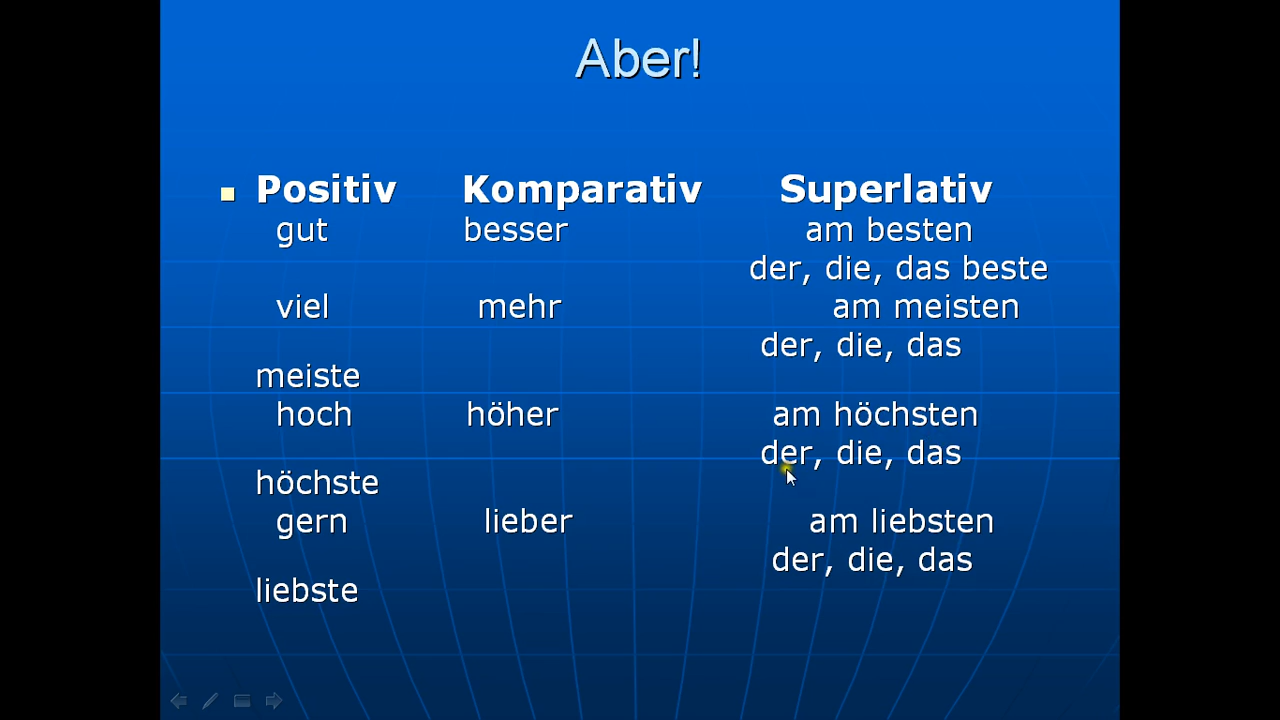 Aber!
Positiv Komparativ Superlativ
gut besser am besten
der, die, das beste
viel mehr am meisten
der, die, das
meiste
hoch höher am höchsten
der, die, das
höchste
gern lieber am liebsten
der, die, das
liebste